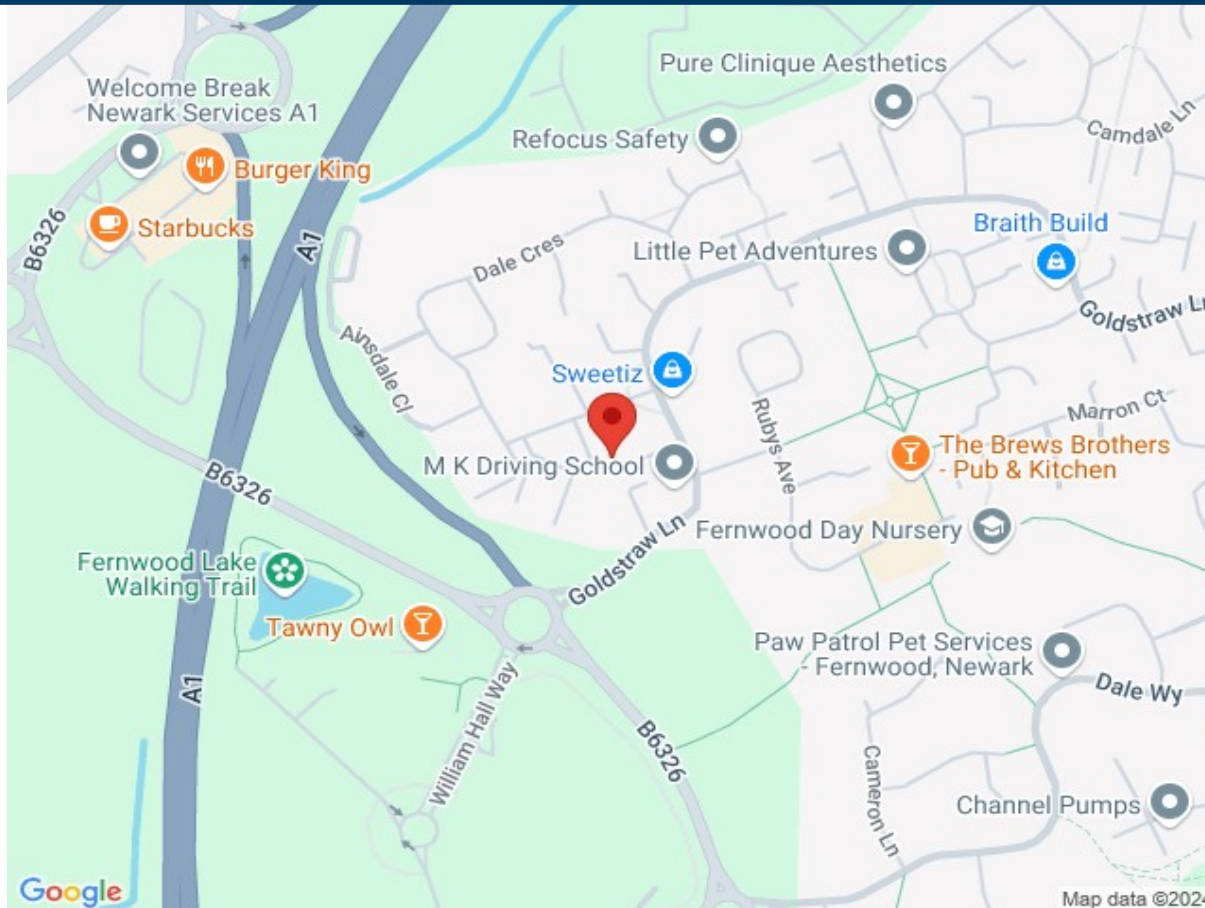 Welcome Break
Newark Services A1
Burger King
Starbucks
B6326
A1
Pure Clinique Aesthetics
Refocus Safety
Camdale Ln
Dale Cres
Little Pet Adventures
Braith Build
Goldstraw Ln
Ainsdale Cl
Sweetiz
Rubys Ave
Marron Ct
M K Driving School
The Brews Brothers
- Pub & Kitchen
B6326
Goldstraw Ln
Fernwood Day Nursery
Fernwood Lake
Walking Trail
Tawny Owl
A1
William Hall Way
B6326
Paw Patrol Pet Services
- Fernwood, Newark
Dale Wy
Cameron Ln
Channel Pumps
Google
Map data ©2024